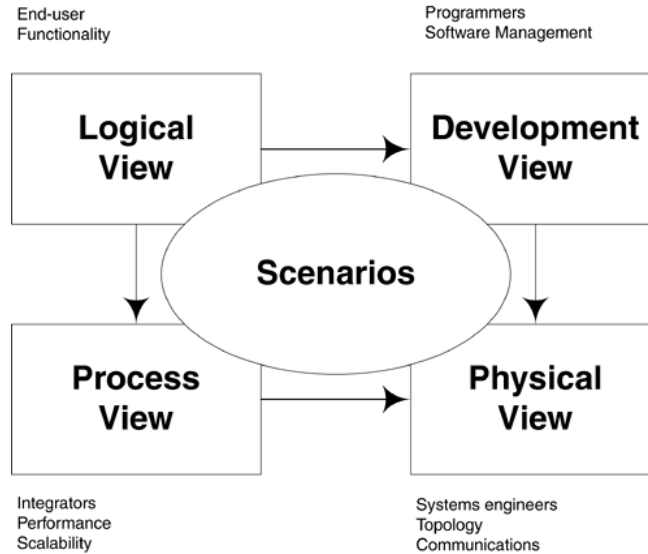 End-user
Functionality
Programmers
Software Management
Logical
View
Development
View
Scenarios
Process
View
Physical
View
Integrators
Performance
Scalability
Systems engineers
Topology
Communications